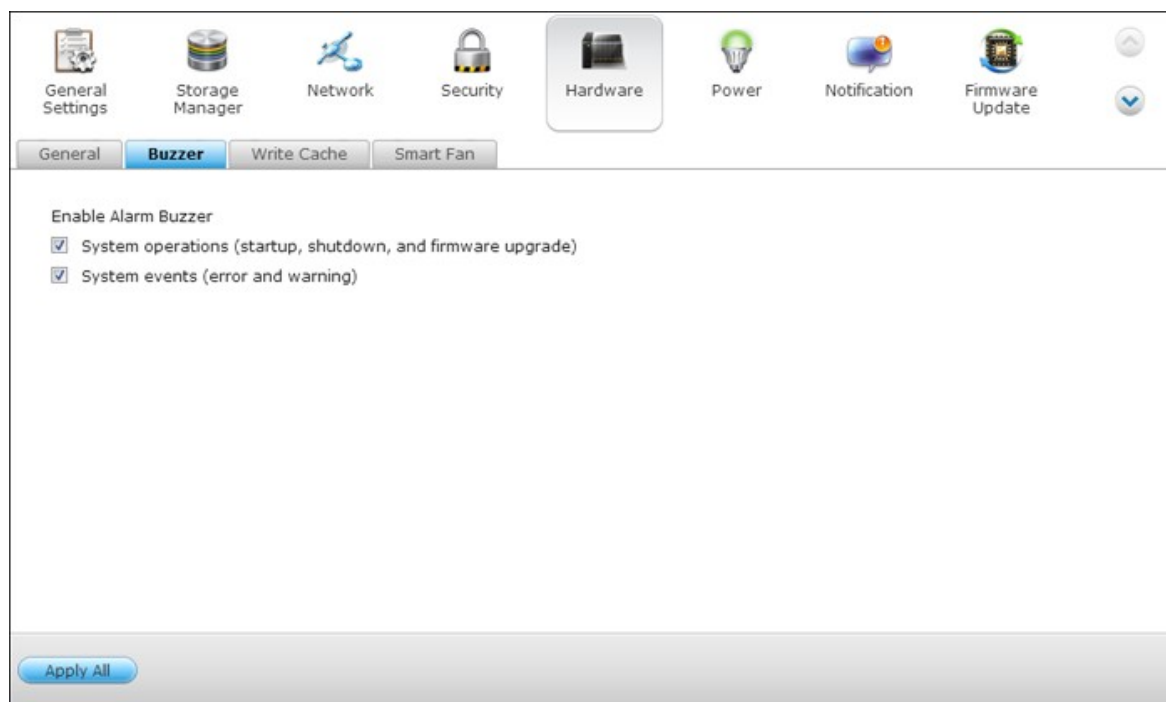 General
Settings
Storage
Manager
Network
Security
Hardware
Power
Notification
Firmware
Update
General
Buzzer
Write Cache
Smart Fan
Enable Alarm Buzzer
System operations (startup, shutdown, and firmware upgrade)
System events (error and warning)
Apply All